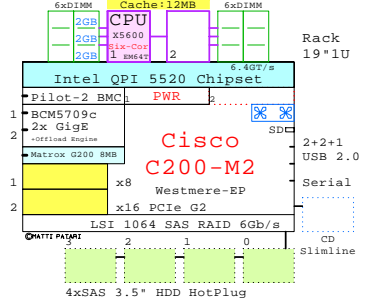 6xDIMM Cache:12MB 6xDIMM
2GB CPU
2GB X5600
2GB Six-Cor
1 EM64T 2
Rack
19"1U
6.4GT/s
Intel QPI 5520 Chipset
Pilot-2 BMC 1 PWR 2
1 BCM5709c
2x GigE
2 +Offload Engine
SD
Matrox G200 8MB
Cisco
C200-M2
2+2+1
USB 2.0
1 x8 Westmere-EP Serial
2 x16 PCIe G2
LSI 1064 SAS RAID 6Gb/s
©MATTI PATARI
CD
Slimline
3 2 1 0
4xSAS 3.5" HDD HotPlug